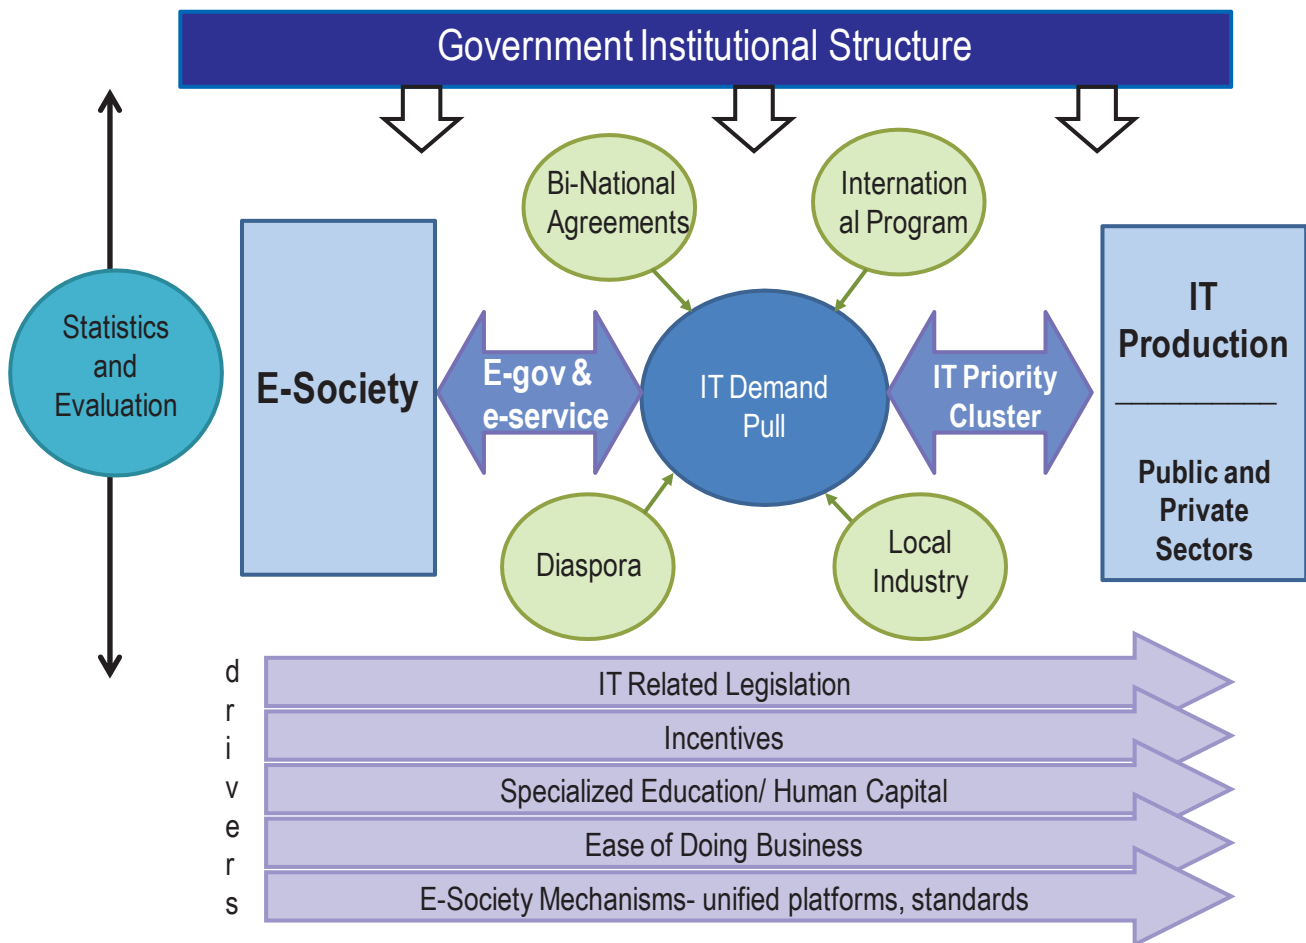 Government Institutional Structure
Bi-National
Agreements
Internation
al Program
Statistics
and
Evaluation
E-Society
E-gov &
e-service
IT Demand
Pull
IT Priority
Cluster
IT
Production
___________
Public and
Private
Sectors
Diaspora
Local
Industry
d
r
i
v
e
r
s
IT Related Legislation
Incentives
Specialized Education/ Human Capital
Ease of Doing Business
E-Society Mechanisms- unified platforms, standards